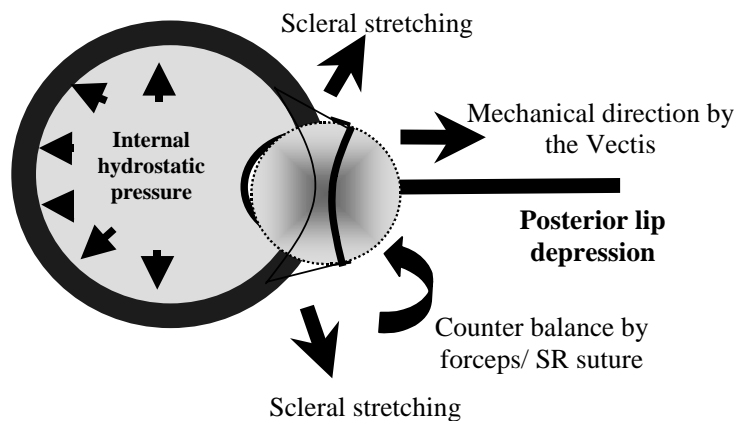 Scleral stretching
Mechanical direction by
the Vectis
Internal
hydrostatic
pressure
Posterior lip
depression
Counter balance by
forceps/ SR suture
Scleral stretching